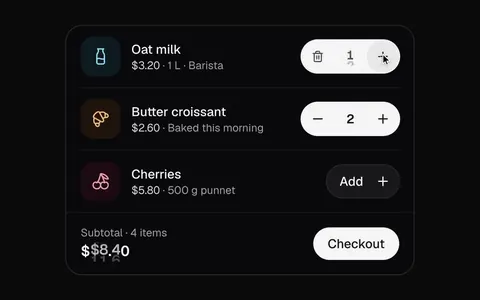 Oat milk
$3.20 · 1 L · Barista
1
Butter croissant
$2.60 · Baked this morning
2
Cherries
$5.80 · 500 g punnet
Add
Subtotal · 4 items
Checkout